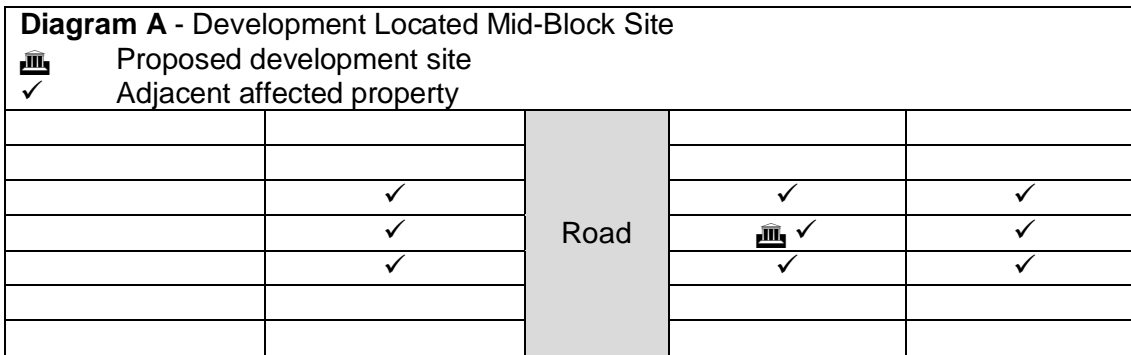 Diagram A - Development Located Mid-Block Site
Proposed development site
✓ Adjacent affected property
✓ ✓ ✓
✓ Road ✓ ✓
✓ ✓ ✓